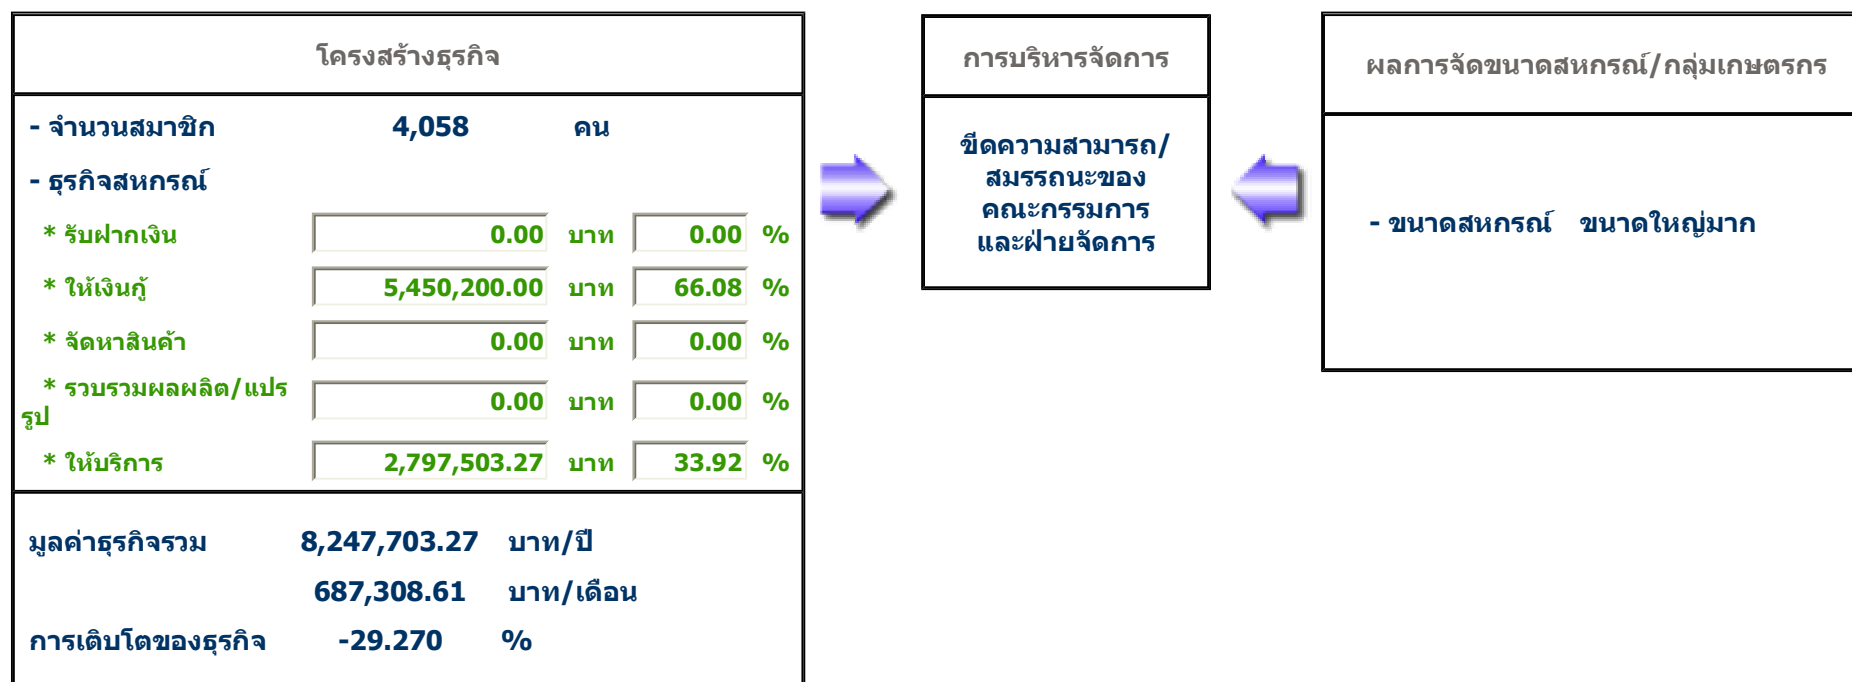 โครงสร้างธุรกิจ
- จำนวนสมาชิก 4,058 คน
- ธุรกิจสหกรณ์
* รับฝากเงิน 0.00 บาท 0.00 %
* ให้เงินกู้ 5,450,200.00 บาท 66.08 %
* จัดหาสินค้า 0.00 บาท 0.00 %
* รวบรวมผลผลิต/แปร
รูป 0.00 บาท 0.00 %
* ให้บริการ 2,797,503.27 บาท 33.92 %
มูลค่าธุรกิจรวม 8,247,703.27 บาท/ปี
687,308.61 บาท/เดือน
การเติบโตของธุรกิจ -29.270 %
การบริหารจัดการ
ขีดความสามารถ/
สมรรถนะของ
คณะกรรมการ
และฝ่ายจัดการ
ผลการจัดขนาดสหกรณ์/กลุ่มเกษตรกร
- ขนาดสหกรณ์ ขนาดใหญ่มาก